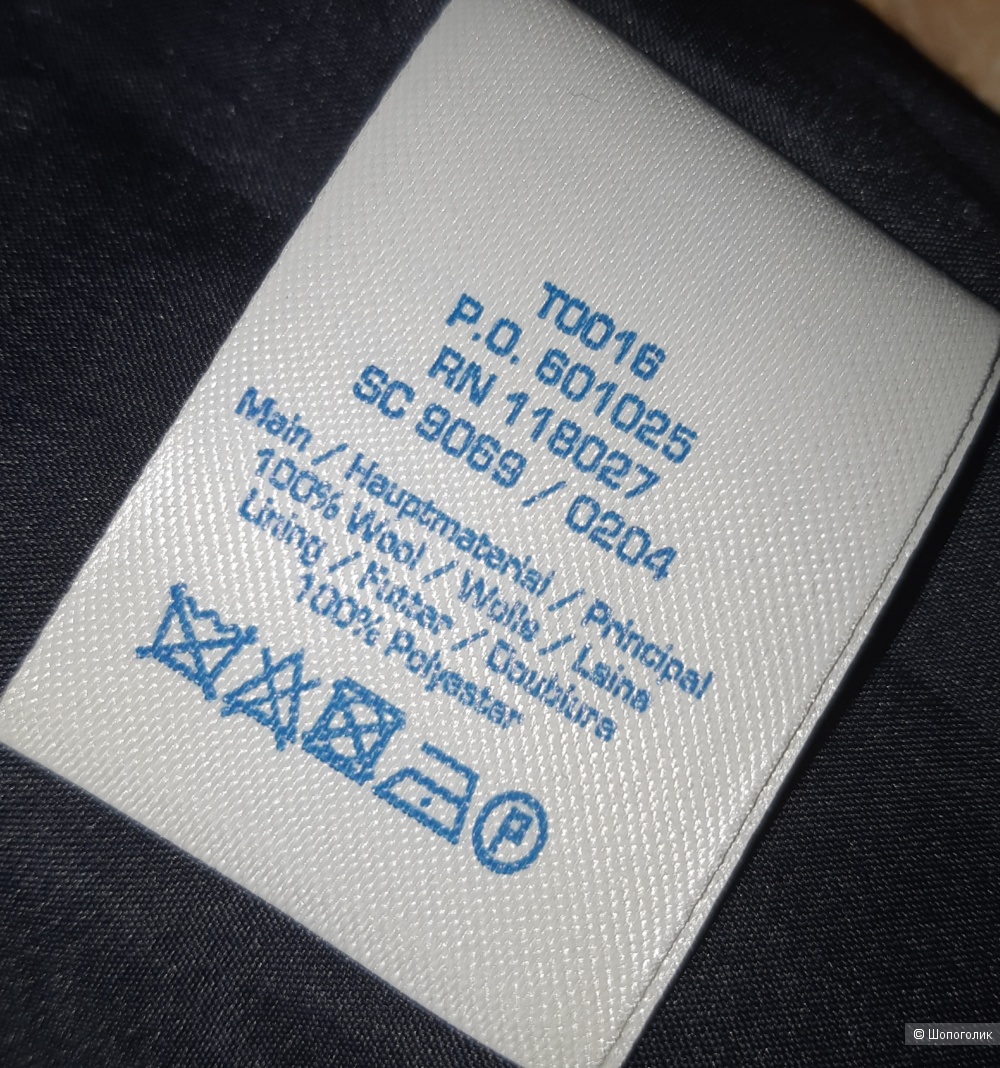 T0016
P.O. 601025
RN 118027
SC 9069 / 0204
Main / Hauptmaterial / Principal
100% Wool / Wolle / Laine
Lining / Futter / Doublure
100% Polyester
P
© Шопоголик